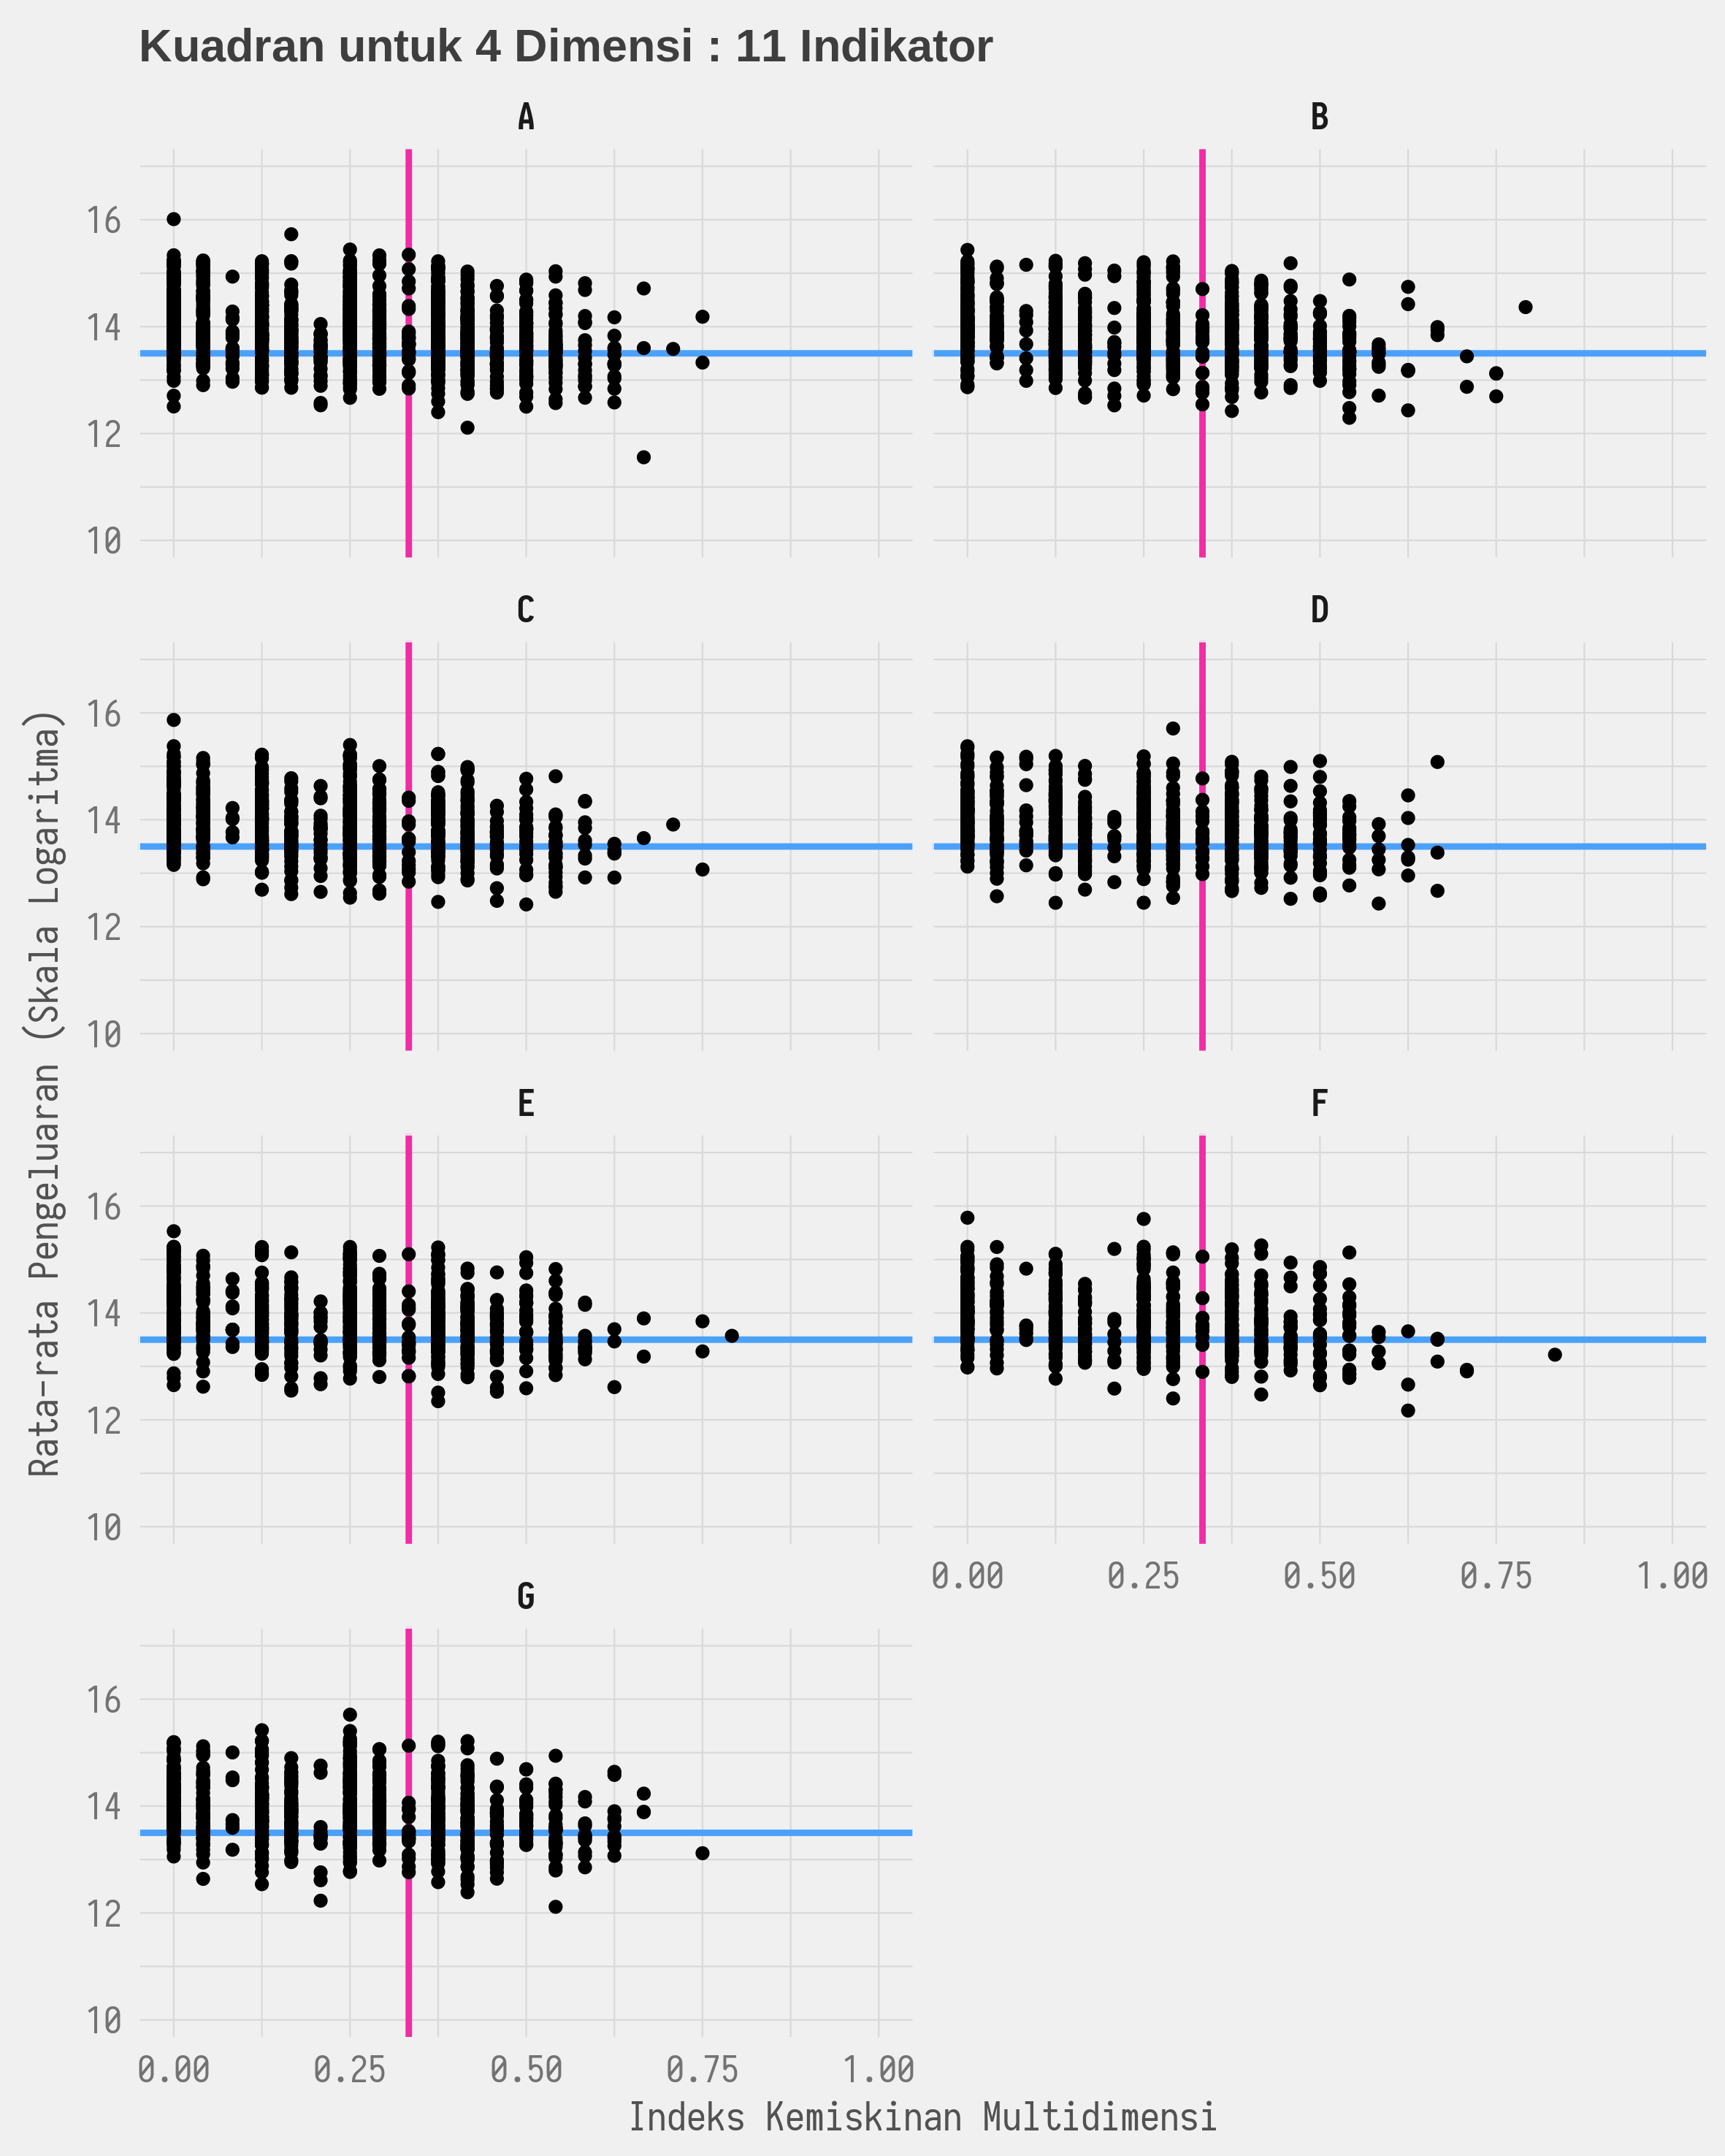 Kuadran untuk 4 Dimensi : 11 Indikator
A
B
16
14
12
10
C
D
16
14
12
10
Rata-rata Pengeluaran (Skala Logaritma)
E
F
16
14
12
10
0.00 0.25 0.50 0.75 1.00
G
16
14
12
10
0.00 0.25 0.50 0.75 1.00
Indeks Kemiskinan Multidimensi